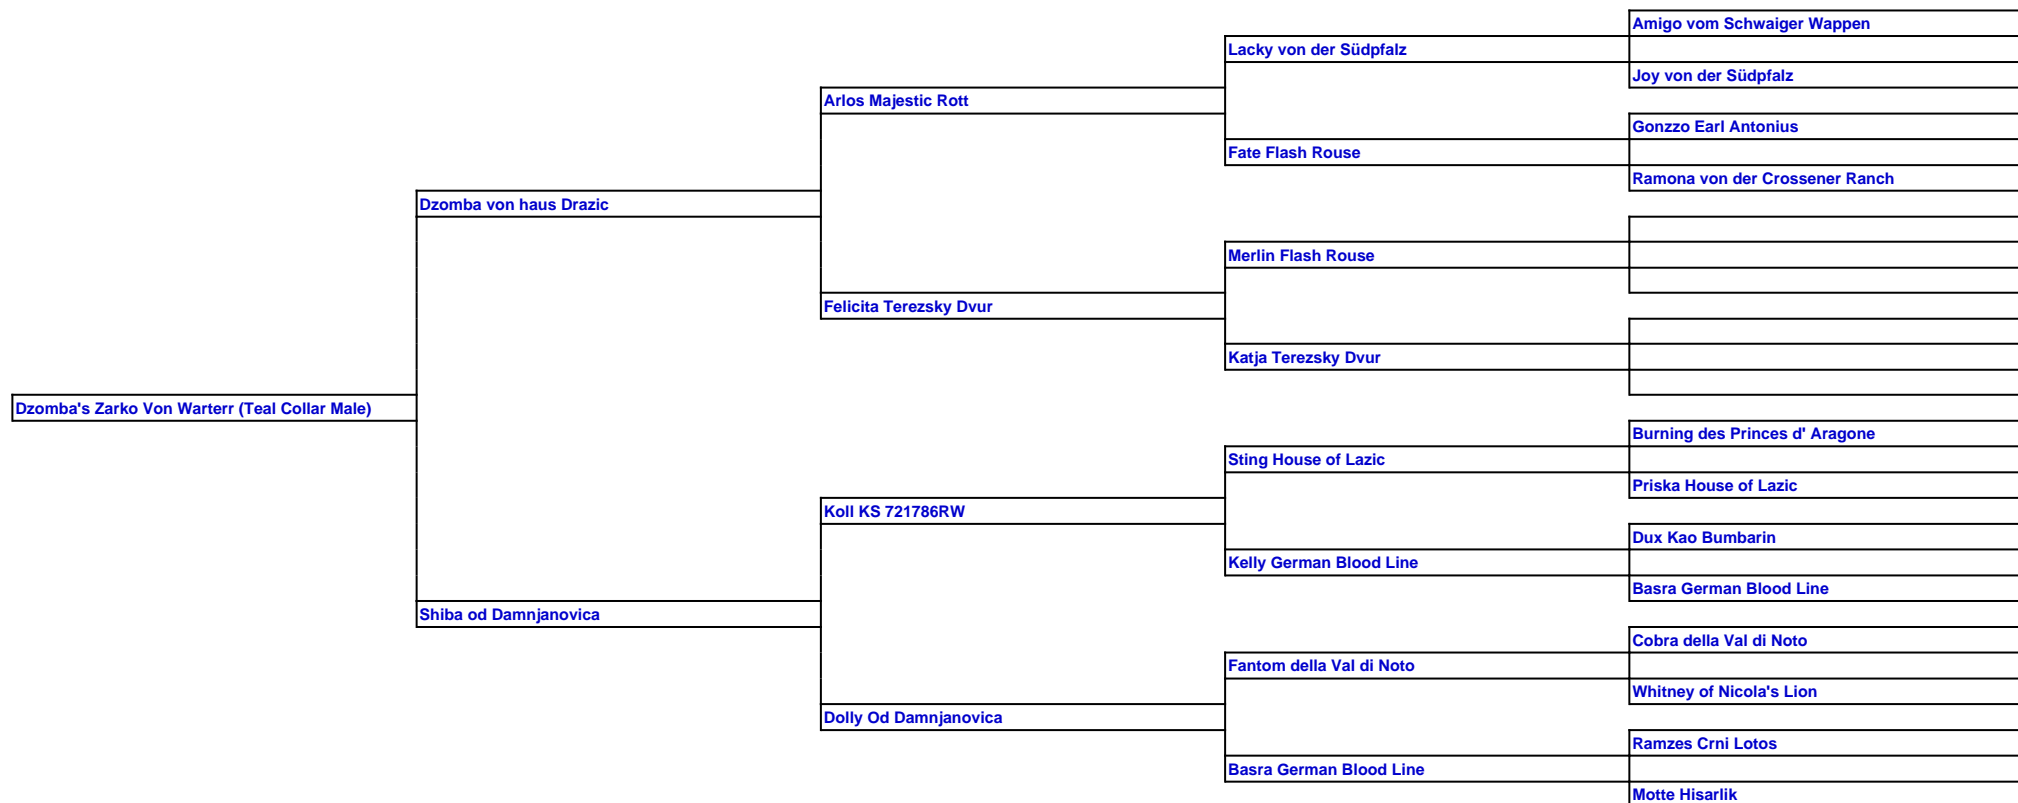 Amigo vom Schwaiger Wappen
Lacky von der Südpfalz
Joy von der Südpfalz
Arlos Majestic Rott
Gonzzo Earl Antonius
Fate Flash Rouse
Ramona von der Crossener Ranch
Dzomba von haus Drazic
Merlin Flash Rouse
Felicita Terezsky Dvur
Katja Terezsky Dvur
Dzomba's Zarko Von Warterr (Teal Collar Male)
Burning des Princes d' Aragone
Sting House of Lazic
Priska House of Lazic
Koll KS 721786RW
Dux Kao Bumbarin
Kelly German Blood Line
Basra German Blood Line
Shiba od Damnjanovica
Cobra della Val di Noto
Fantom della Val di Noto
Whitney of Nicola's Lion
Dolly Od Damnjanovica
Ramzes Crni Lotos
Basra German Blood Line
Motte Hisarlik